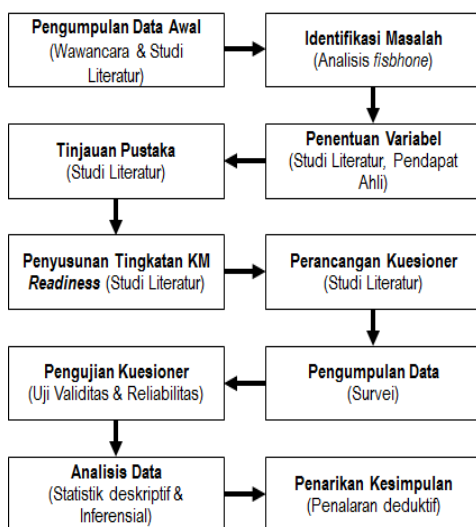 Pengumpulan Data Awal
(Wawancara & Studi
Literatur)
Identifikasi Masalah
(Analisis fisbhone)
Penentuan Variabel
(Studi Literatur, Pendapat
Ahli)
Tinjauan Pustaka
(Studi Literatur)
Penyusunan Tingkatan KM
Readiness (Studi Literatur)
Perancangan Kuesioner
(Studi Literatur)
Pengumpulan Data
(Survei)
Pengujian Kuesioner
(Uji Validitas & Reliabilitas)
Analisis Data
(Statistik deskriptif &
Inferensial)
Penarikan Kesimpulan
(Penalaran deduktif)